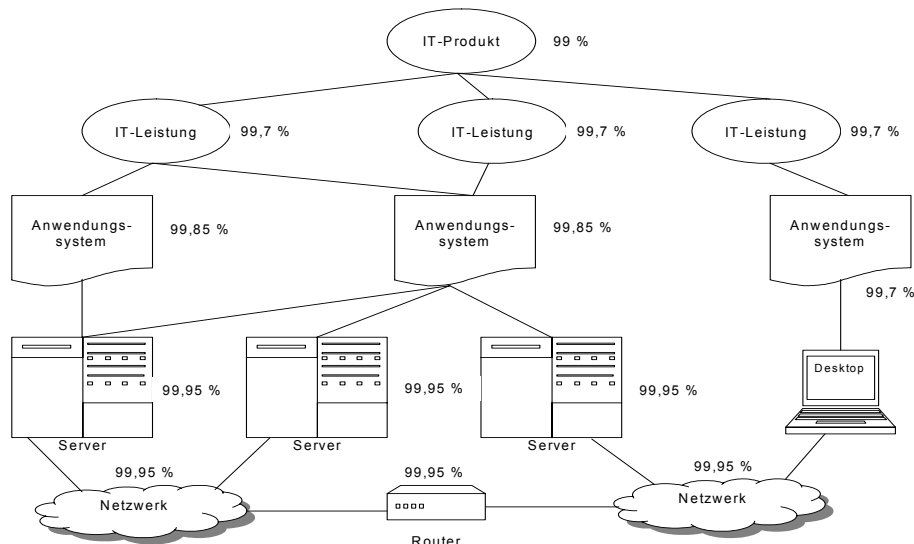 IT-Produkt
99 %
IT-Leistung
99,7 %
IT-Leistung
99,7 %
IT-Leistung
99,7 %
Anwendungs-
system
99,85 %
Anwendungs-
system
99,85 %
Anwendungs-
system
99,7 %
Server
99,95 %
Server
99,95 %
Server
99,95 %
Desktop
99,95 %
Netzwerk
99,95 %
Router
99,95 %
Netzwerk